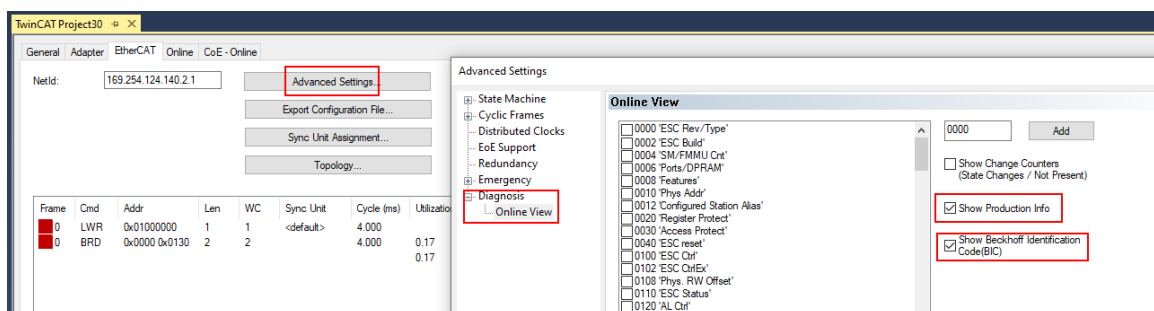 TwinCAT Project30
General Adapter EtherCAT Online CoE - Online
NetId: 169.254.124.140.2.1
Advanced Settings...
Export Configuration File...
Sync Unit Assignment...
Topology...
Frame Cmd Addr Len WC Sync Unit Cycle (ms) Utilizatio
0 LWR 0x01000000 1 1 <default> 4.000
0 BRD 0x0000 0x0130 2 2 4.000 0.17
0.17
Advanced Settings
State Machine
Cyclic Frames
Distributed Clocks
EoE Support
Redundancy
Emergency
Diagnosis
Online View
Online View
0000 'ESC Rev/Type'
0002 'ESC Build'
0004 'SM/FMMU Cnt'
0006 'Ports/DPRAM'
0008 'Features'
0010 'Phys Addr'
0012 'Configured Station Alias'
0020 'Register Protect'
0030 'Access Protect'
0040 'ESC reset'
0100 'ESC Ctrl'
0102 'ESC CtrlEx'
0108 'Phys. RW Offset'
0110 'ESC Status'
0120 'AL Ctrl'
0000 Add
Show Change Counters
(State Changes / Not Present)
Show Production Info
Show Beckhoff Identification
Code(BIC)